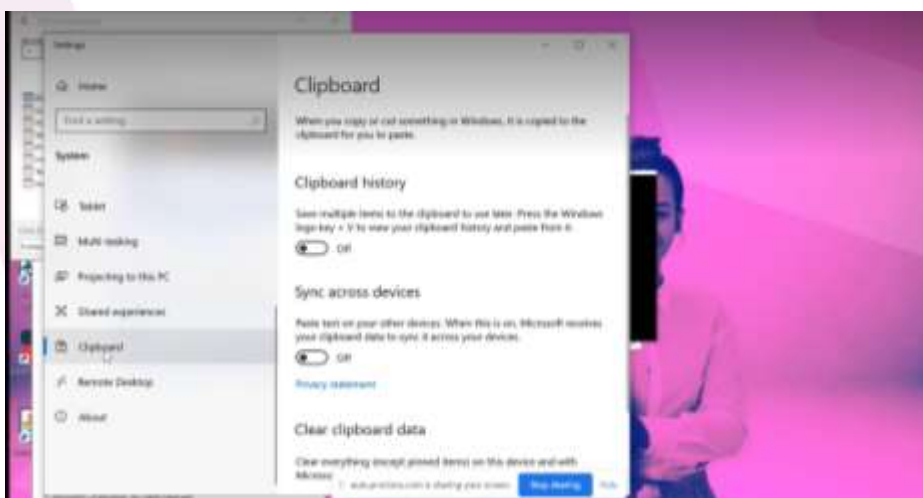 Settings
Home
Find a setting
System
Tablet
Multi-tasking
Projecting to this PC
Shared experiences
Clipboard
Remote Desktop
About
Clipboard
When you copy or cut something in Windows, it is copied to the
clipboard for you to paste.
Clipboard history
Save multiple items to the clipboard to use later. Press the Windows
logo key + V to view your clipboard history and paste from it.
Off
Sync across devices
Paste text on your other devices. When this is on, Microsoft receives
your clipboard data to sync it across your devices.
Off
Privacy statement
Clear clipboard data
Clear everything (except pinned items) on this device and with
Microsoft
is sharing your screen.
Stop sharing
Hide